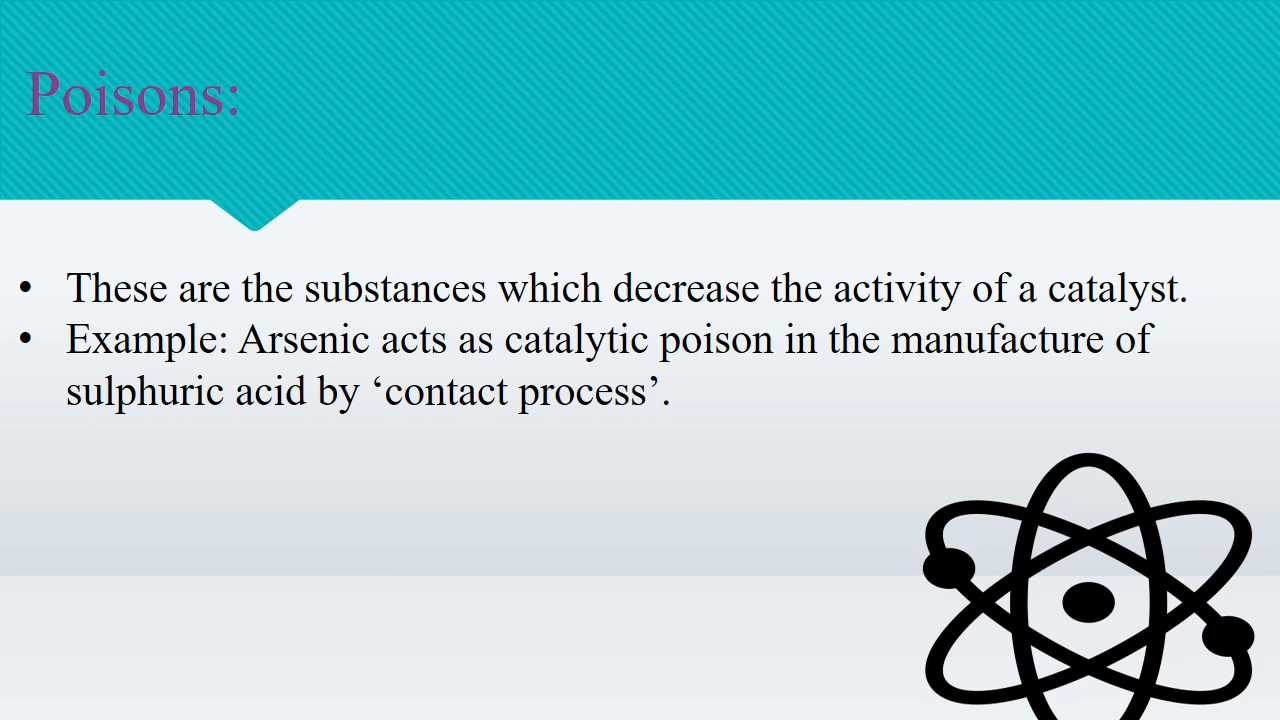 Poisons:
• These are the substances which decrease the activity of a catalyst.
• Example: Arsenic acts as catalytic poison in the manufacture of
sulphuric acid by ‘contact process’.